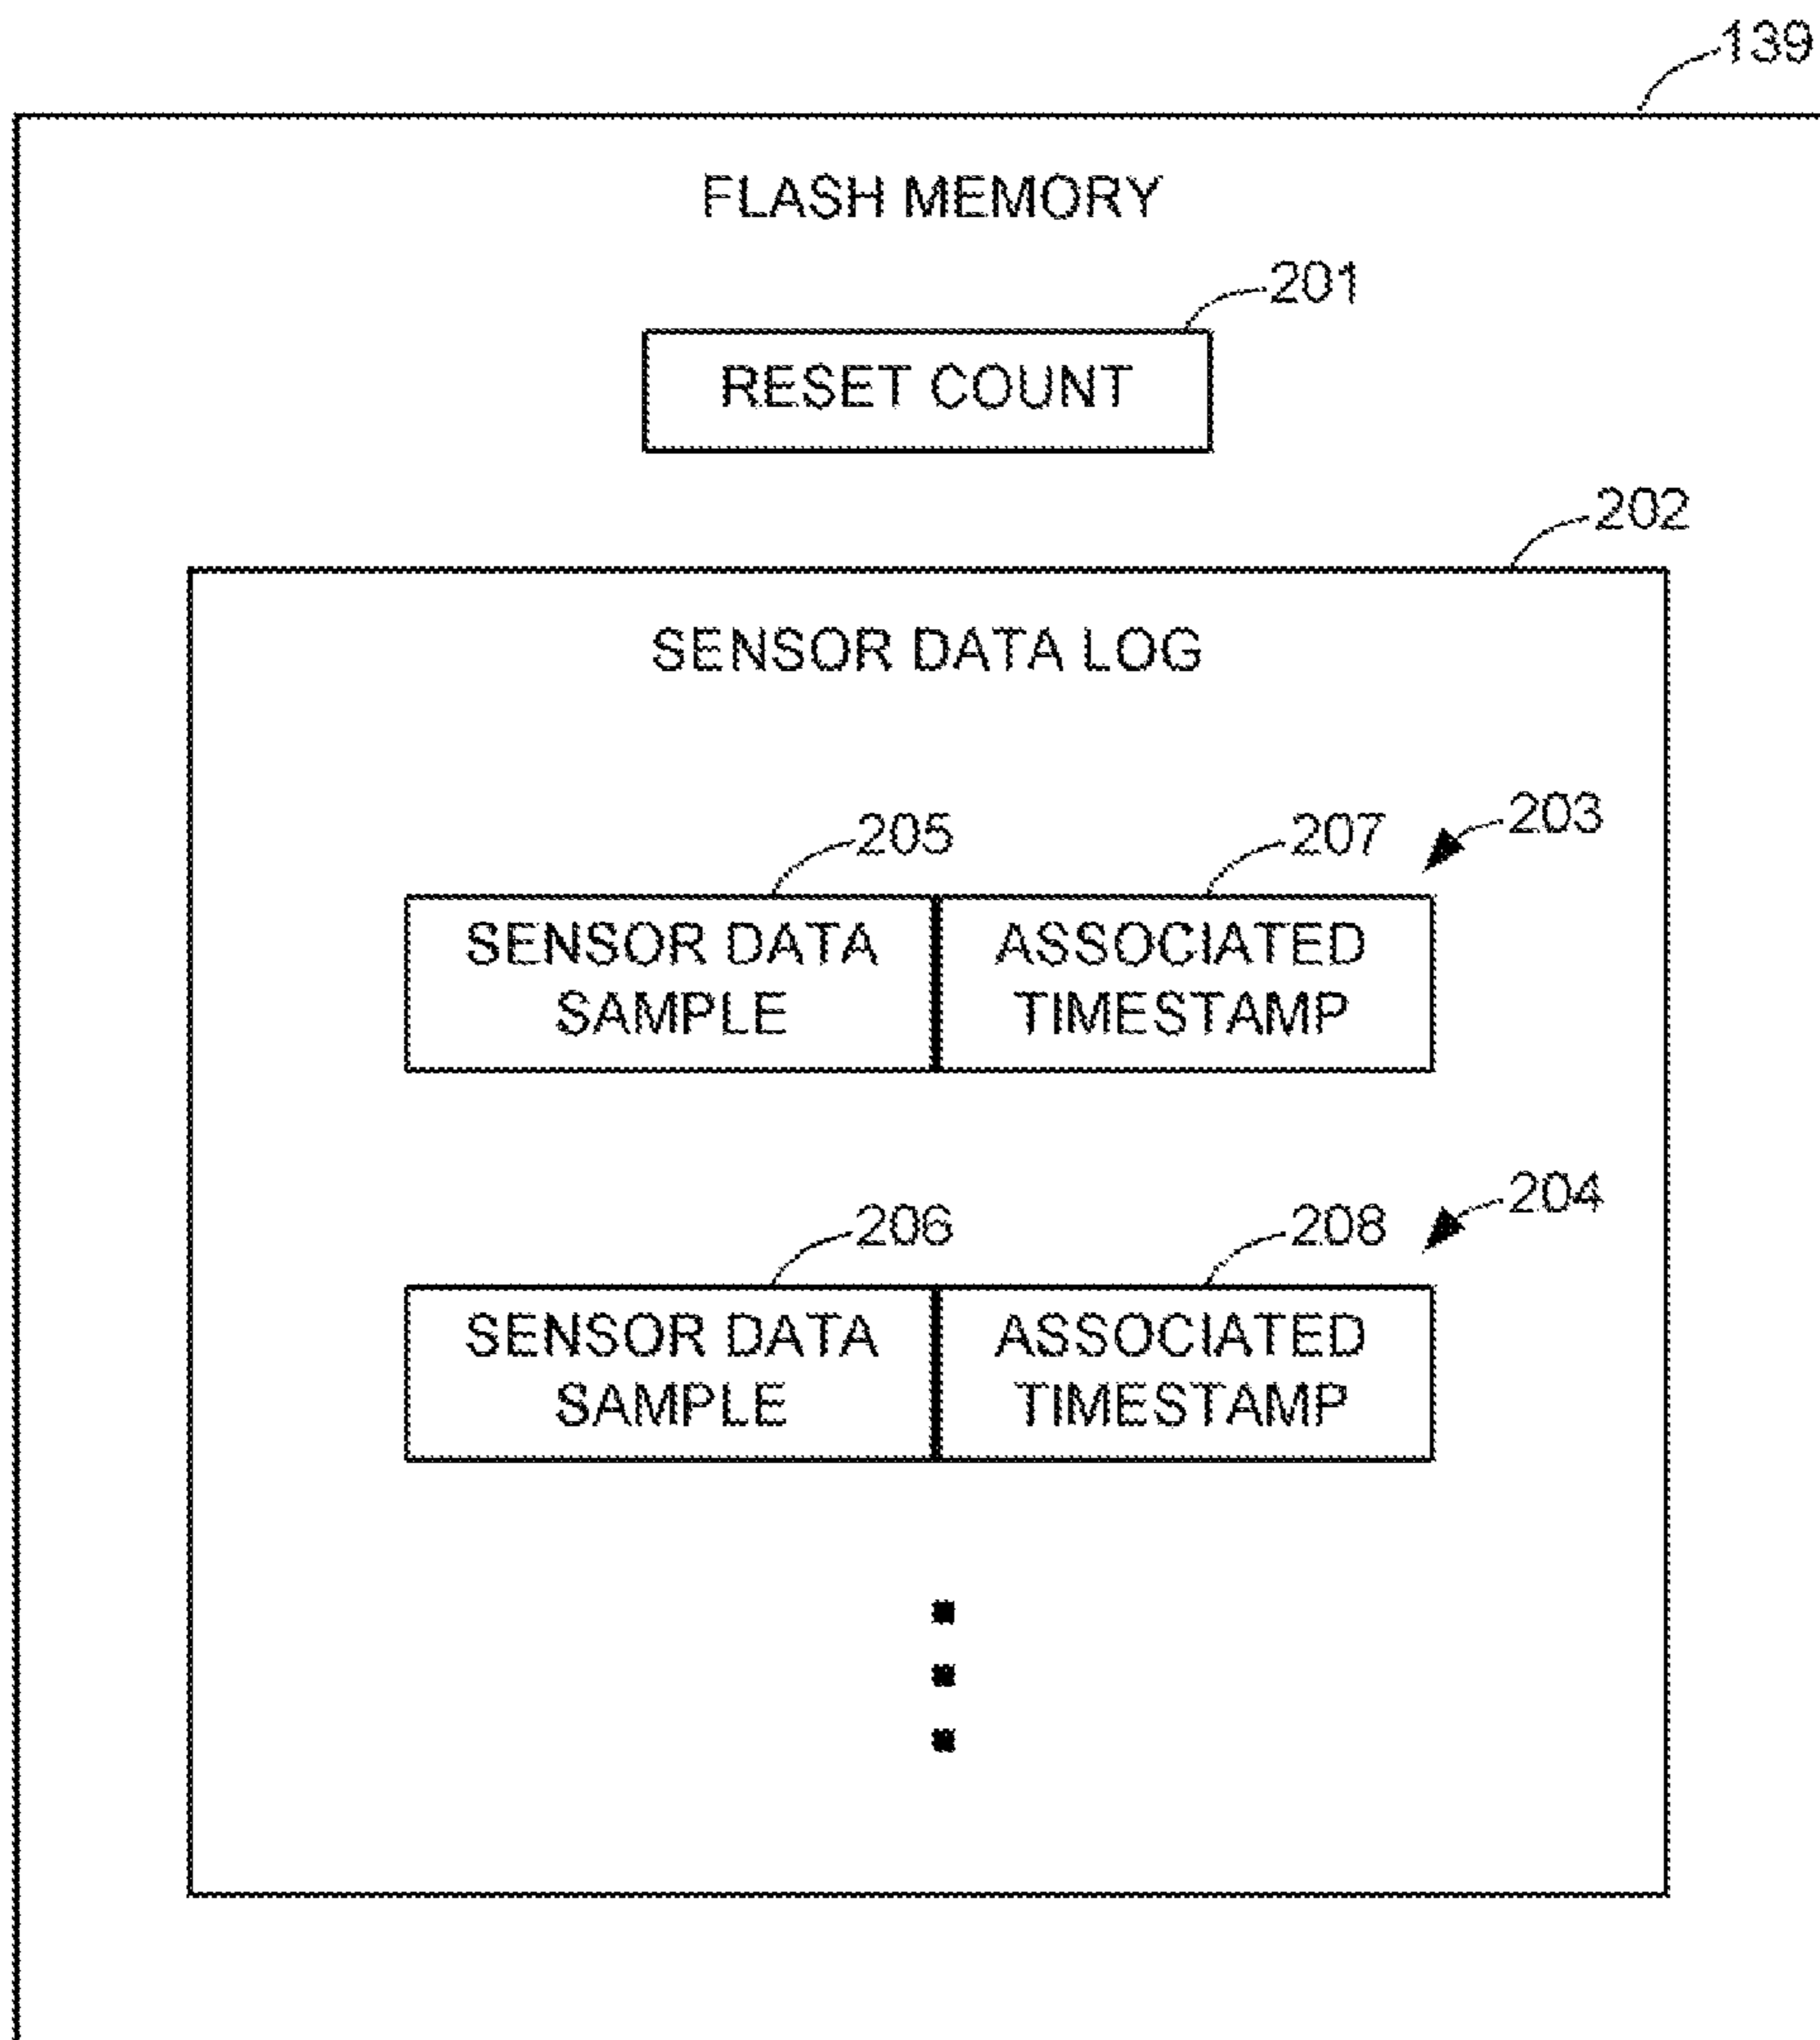 139
FLASH MEMORY
201
RESET COUNT
202
SENSOR DATA LOG
203
205 207
SENSOR DATA ASSOCIATED
SAMPLE TIMESTAMP
204
206 208
SENSOR DATA ASSOCIATED
SAMPLE TIMESTAMP